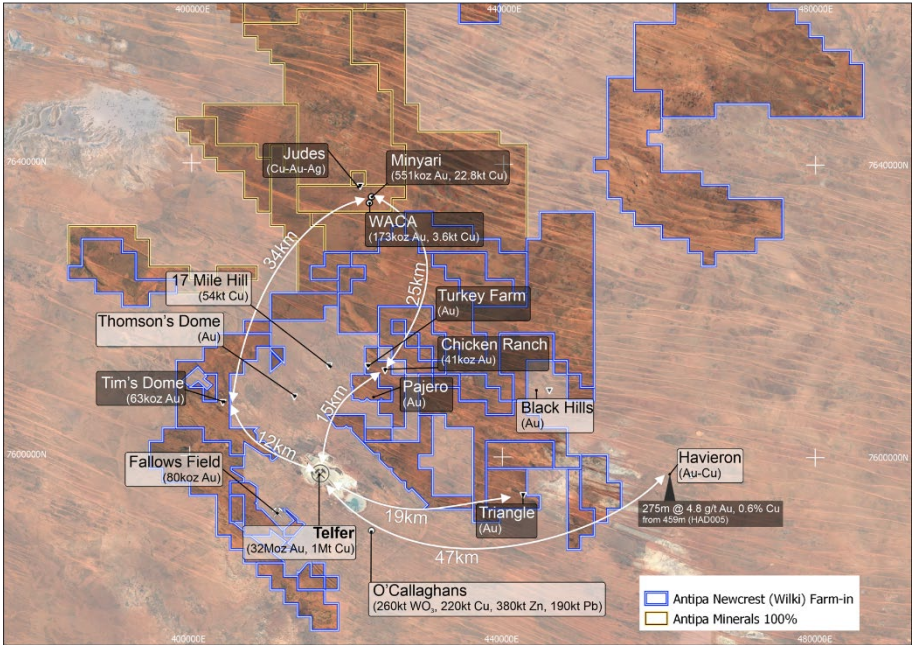 400000E
440000E
480000E
7640000N
7640000N
Judes
(Cu-Au-Ag)
Minyari
(551koz Au, 22.8kt Cu)
WACA
(173koz Au, 3.6kt Cu)
34km
25km
17 Mile Hill
(54kt Cu)
Turkey Farm
(Au)
Thomson's Dome
(Au)
Chicken Ranch
(41koz Au)
Tim's Dome
(63koz Au)
Pajero
(Au)
15km
Black Hills
(Au)
12km
7600000N
7600000N
Fallows Field
(80koz Au)
Havieron
(Au-Cu)
275m @ 4.8 g/t Au, 0.6% Cu
from 459m (HAD005)
19km
Triangle
(Au)
Telfer
(32Moz Au, 1Mt Cu)
47km
O'Callaghans
(260kt WO₃, 220kt Cu, 380kt Zn, 190kt Pb)
Antipa Newcrest (Wilki) Farm-in
Antipa Minerals 100%
400000E
440000E
480000E